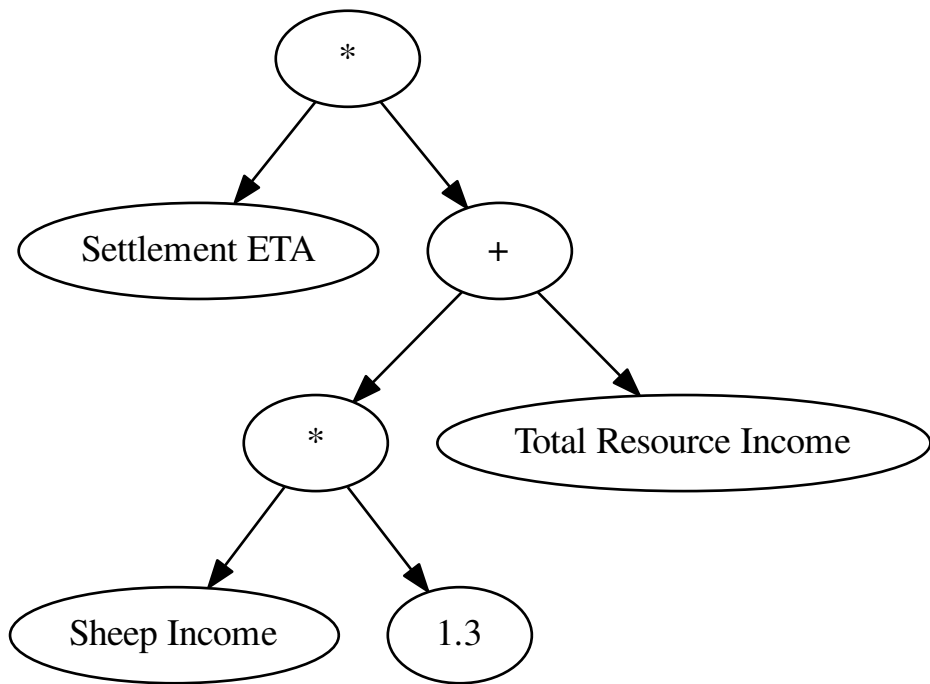 *
Settlement ETA
+
*
Total Resource Income
Sheep Income
1.3